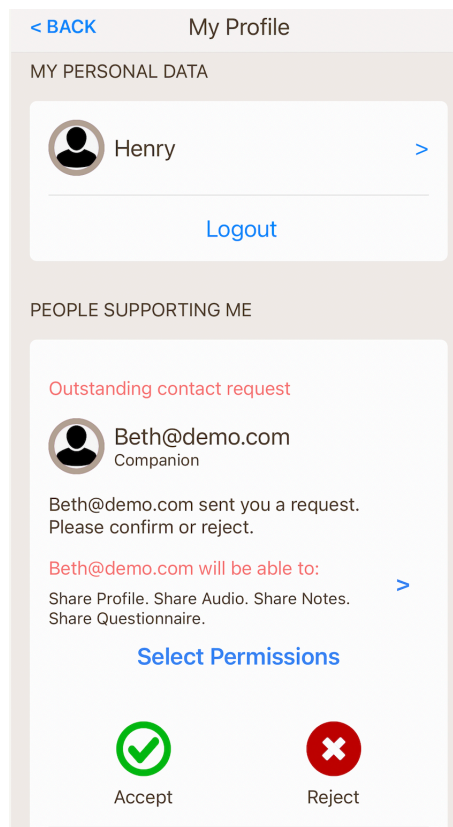 < BACK
My Profile
MY PERSONAL DATA
Henry
>
Logout
PEOPLE SUPPORTING ME
Outstanding contact request
Beth@demo.com
Companion
Beth@demo.com sent you a request.
Please confirm or reject.
Beth@demo.com will be able to:
>
Share Profile. Share Audio. Share Notes.
Share Questionnaire.
Select Permissions
Accept
Reject